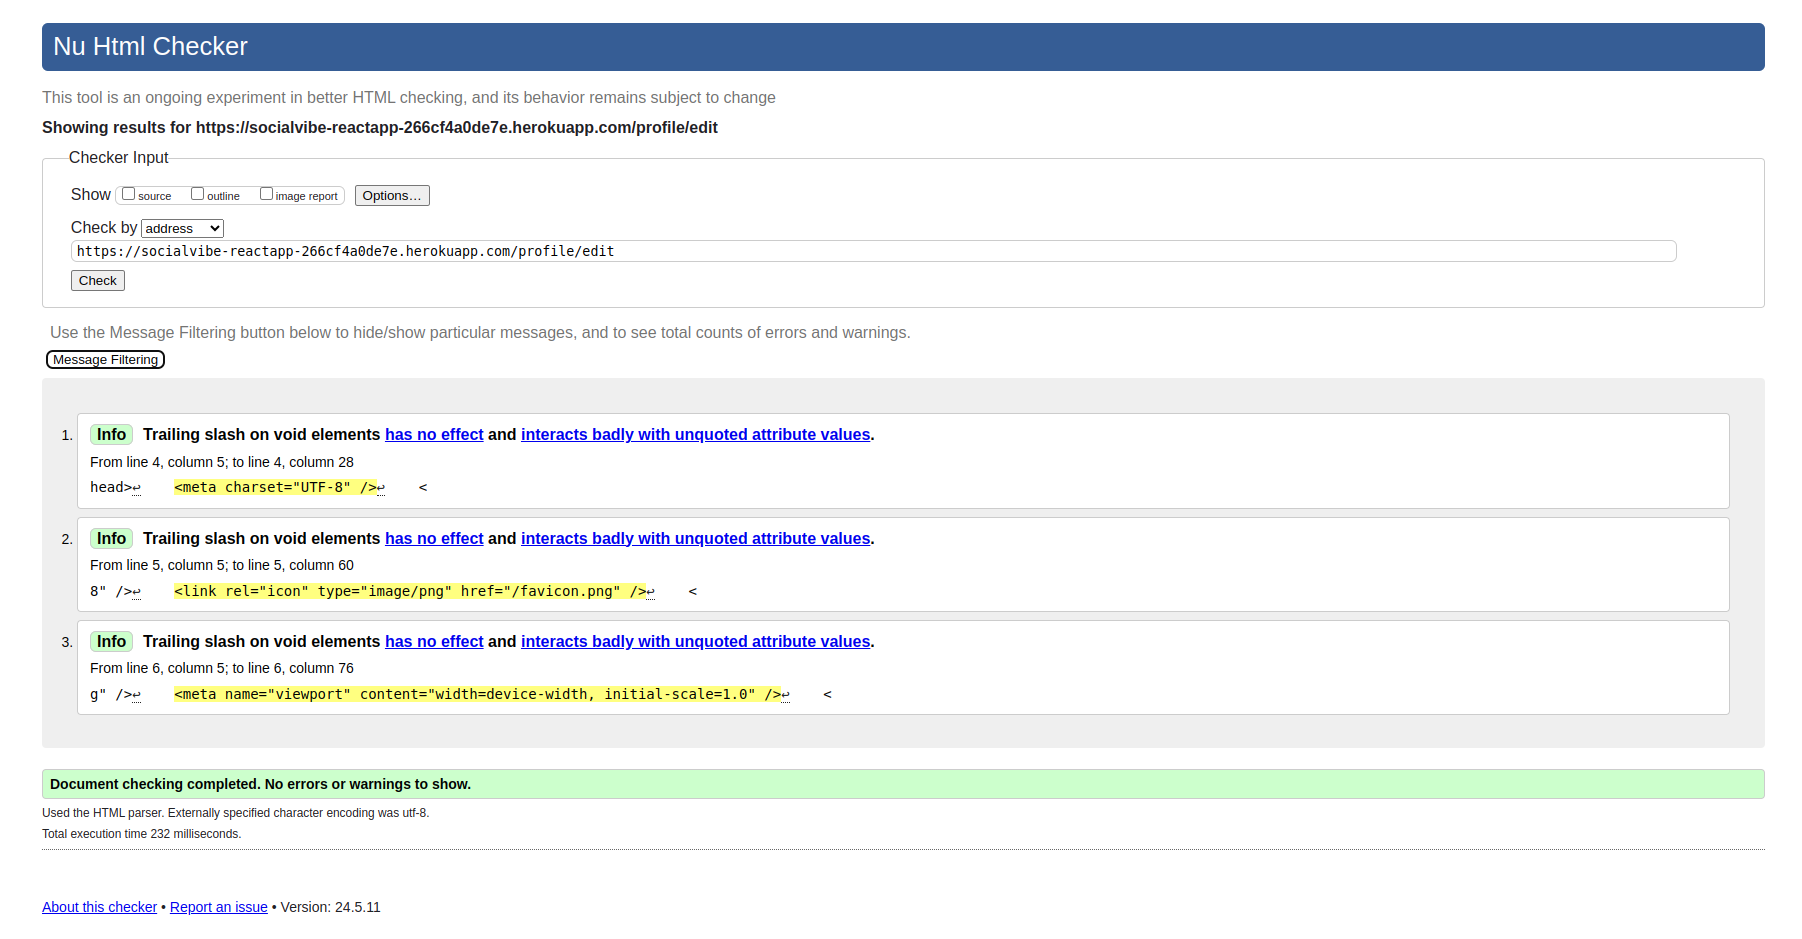 Nu Html Checker
This tool is an ongoing experiment in better HTML checking, and its behavior remains subject to change
Showing results for https://socialvibe-reactapp-266cf4a0de7e.herokuapp.com/profile/edit
Checker Input
Show source outline image report Options…
Check by address
https://socialvibe-reactapp-266cf4a0de7e.herokuapp.com/profile/edit
Check
Use the Message Filtering button below to hide/show particular messages, and to see total counts of errors and warnings.
Message Filtering
1. Info Trailing slash on void elements has no effect and interacts badly with unquoted attribute values.
From line 4, column 5; to line 4, column 28
head>↩    <meta charset="UTF-8" />↩    <
2. Info Trailing slash on void elements has no effect and interacts badly with unquoted attribute values.
From line 5, column 5; to line 5, column 60
8" />↩    <link rel="icon" type="image/png" href="/favicon.png" />↩    <
3. Info Trailing slash on void elements has no effect and interacts badly with unquoted attribute values.
From line 6, column 5; to line 6, column 76
g" />↩    <meta name="viewport" content="width=device-width, initial-scale=1.0" />↩    <
Document checking completed. No errors or warnings to show.
Used the HTML parser. Externally specified character encoding was utf-8.
Total execution time 232 milliseconds.
About this checker • Report an issue • Version: 24.5.11